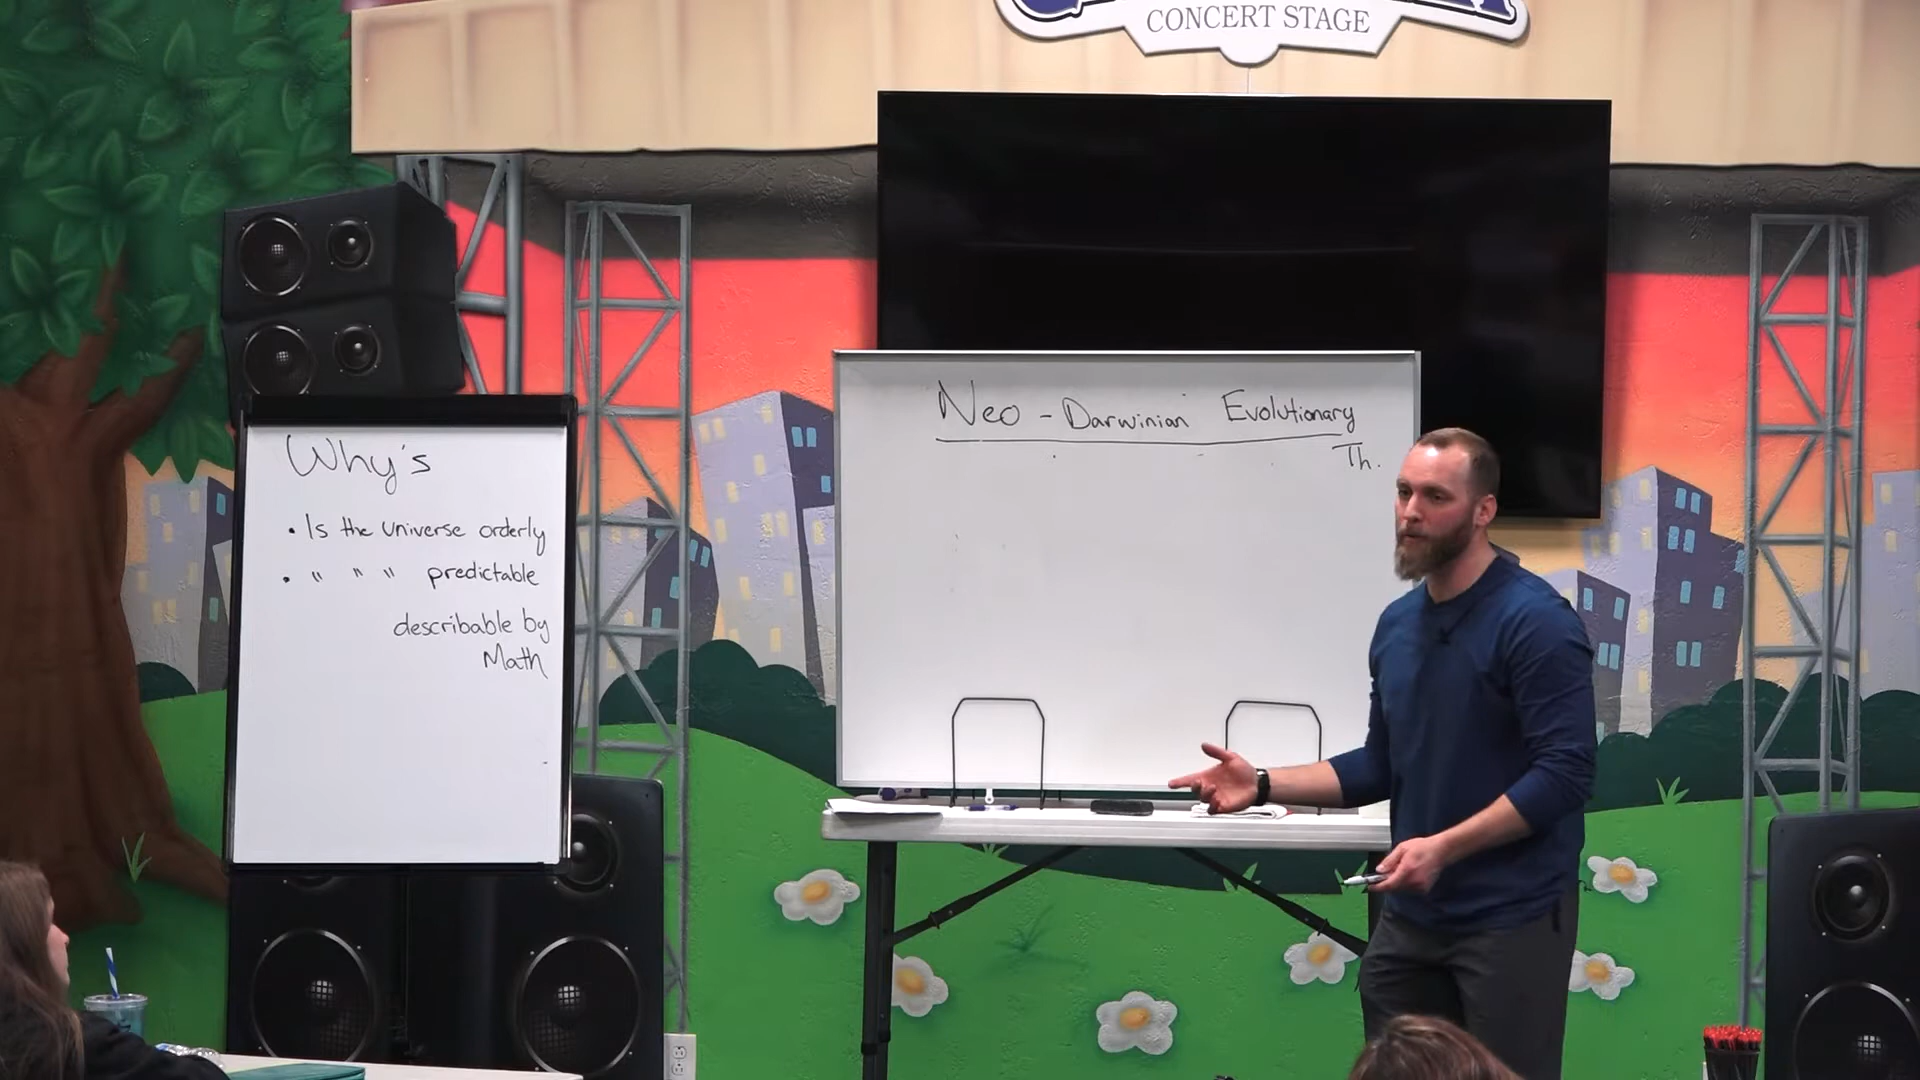 CONCERT STAGE
Why's
• Is the universe orderly
• " " " predictable
describable by
Math
Neo - Darwinian Evolutionary
Th.